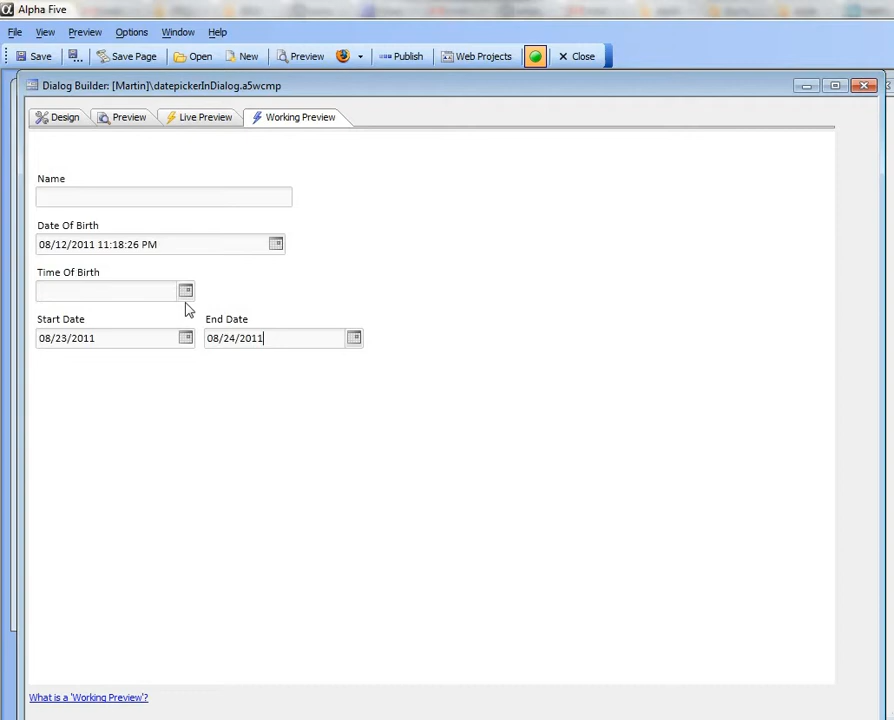 Alpha Five
File View Preview Options Window Help
Save Save Page Open New Preview Publish Web Projects Close
Dialog Builder: [Martin]\datepickerInDialog.a5wcmp
Design Preview Live Preview Working Preview
Name
Date Of Birth
08/12/2011 11:18:26 PM
Time Of Birth
Start Date End Date
08/23/2011 08/24/2011
What is a 'Working Preview'?